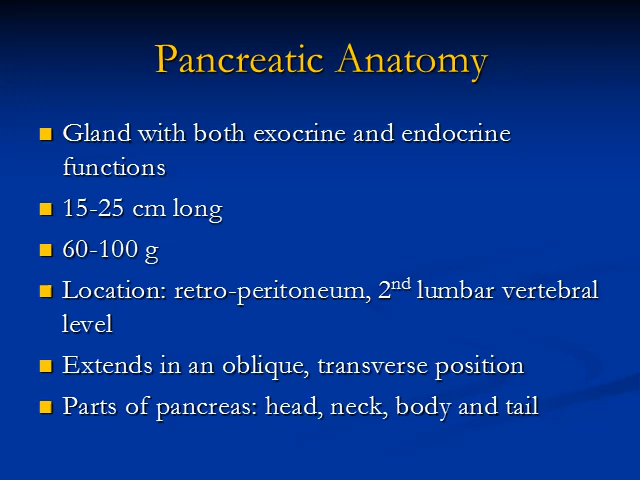 Pancreatic Anatomy
Gland with both exocrine and endocrine
functions
15-25 cm long
60-100 g
Location: retro-peritoneum, 2nd lumbar vertebral
level
Extends in an oblique, transverse position
Parts of pancreas: head, neck, body and tail